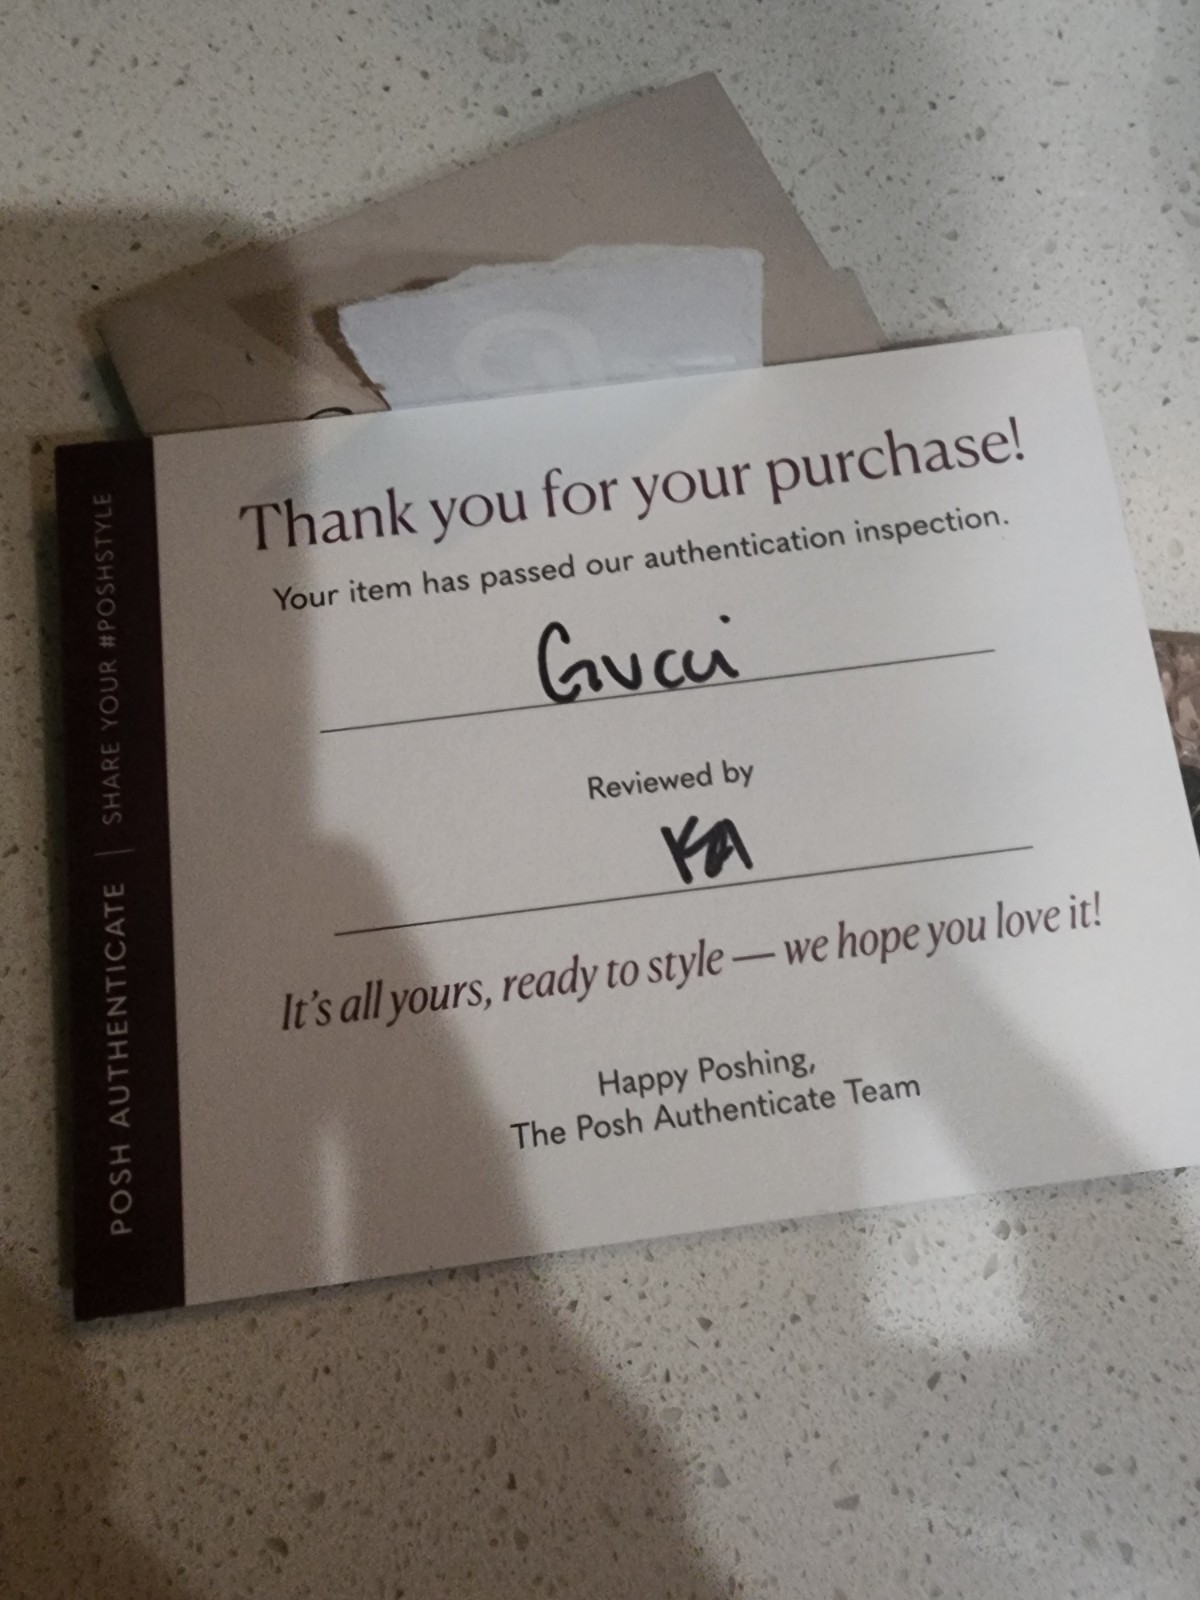 Thank you for your purchase!
Your item has passed our authentication inspection.
Gucci
Reviewed by
KA
It's all yours, ready to style — we hope you love it!
Happy Poshing,
The Posh Authenticate Team
POSH AUTHENTICATE | SHARE YOUR #POSHSTYLE